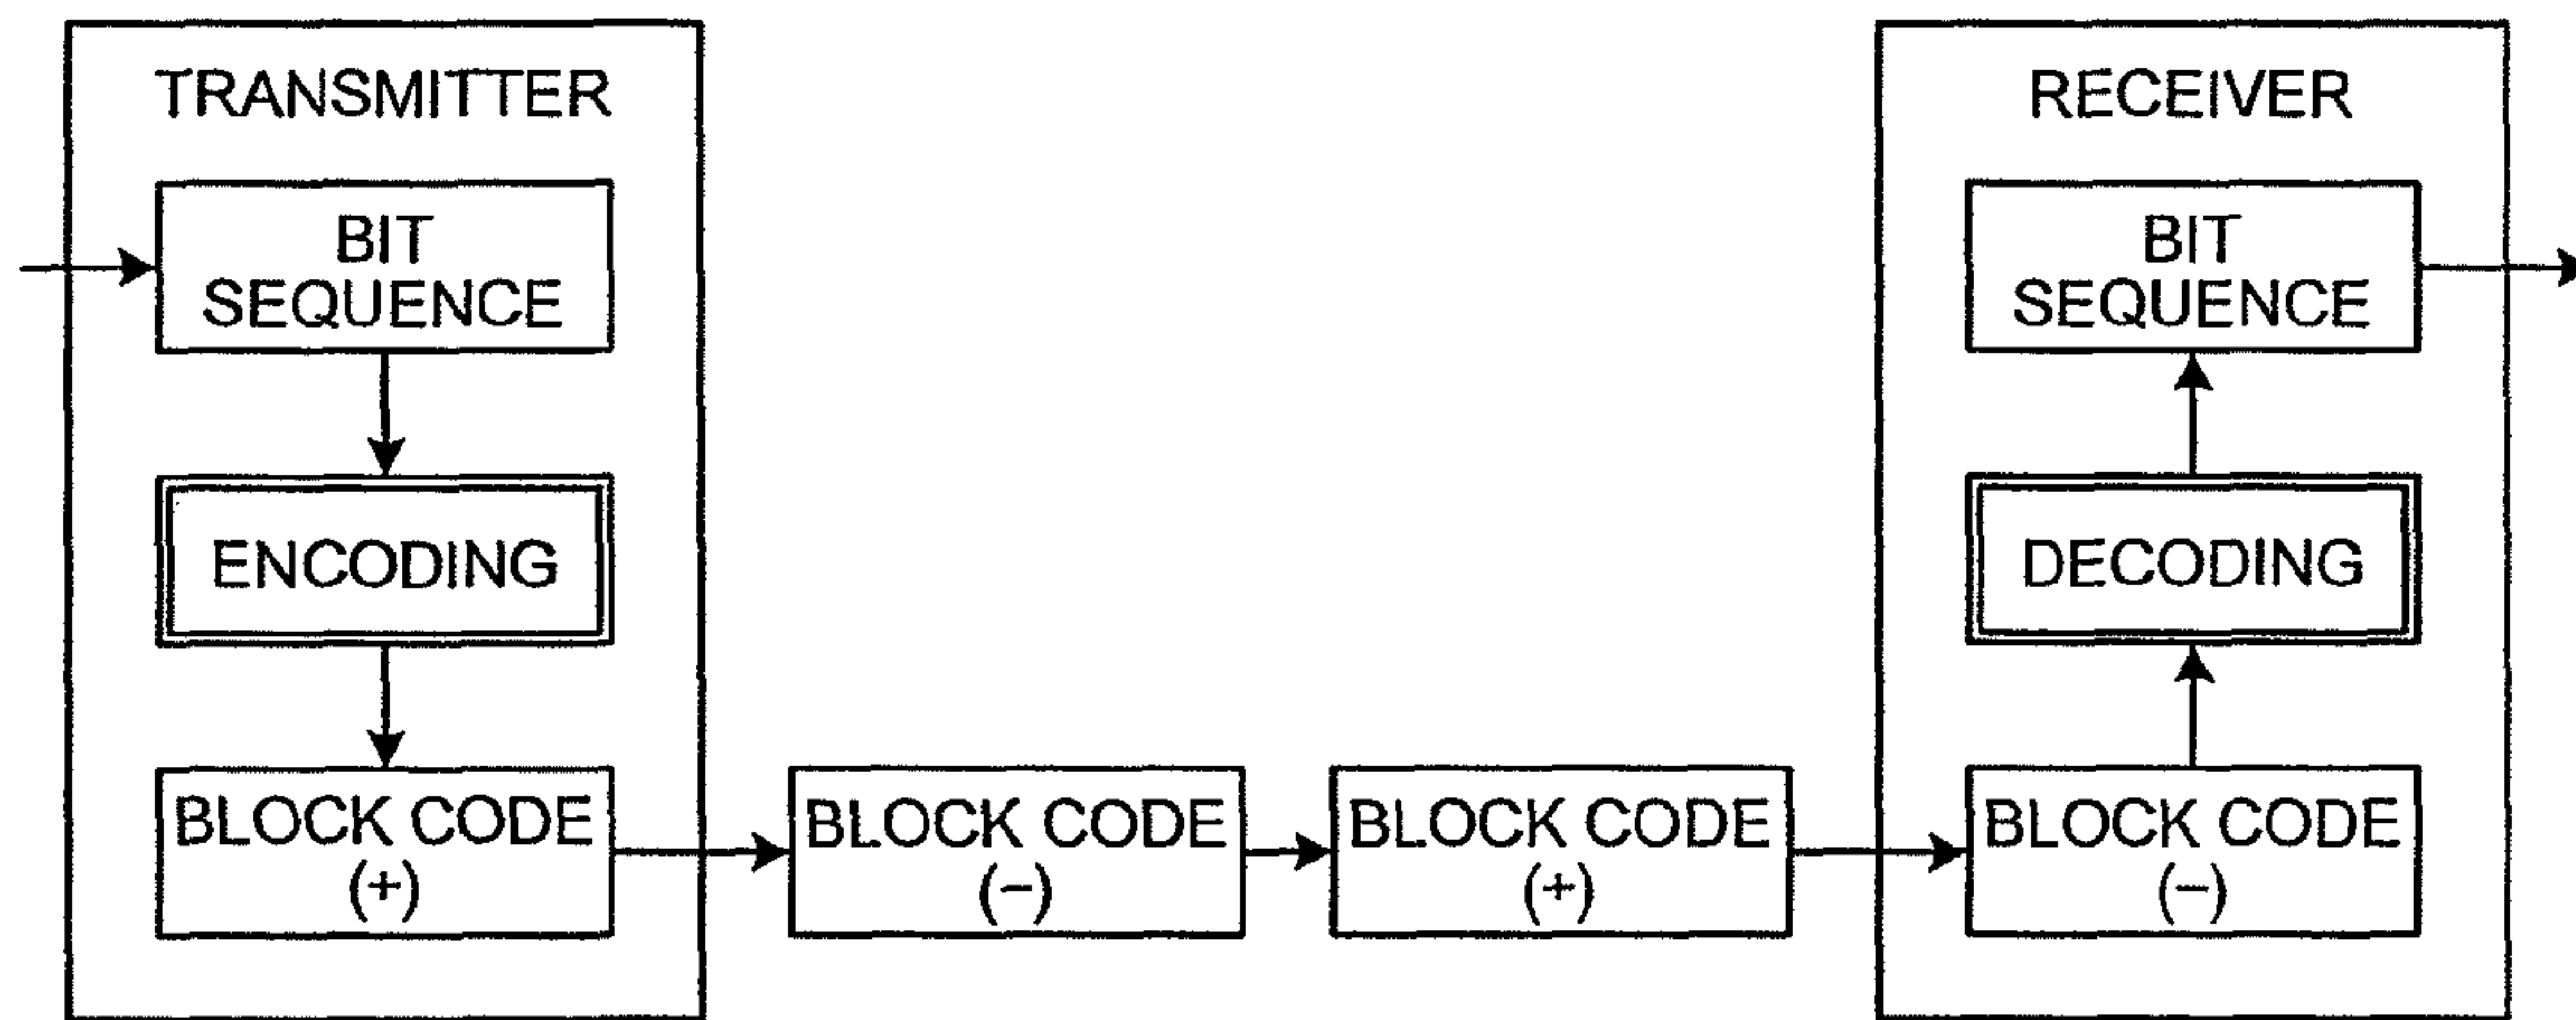 TRANSMITTER
BIT
SEQUENCE
ENCODING
BLOCK CODE
(+)
BLOCK CODE
(−)
BLOCK CODE
(+)
RECEIVER
BIT
SEQUENCE
DECODING
BLOCK CODE
(−)